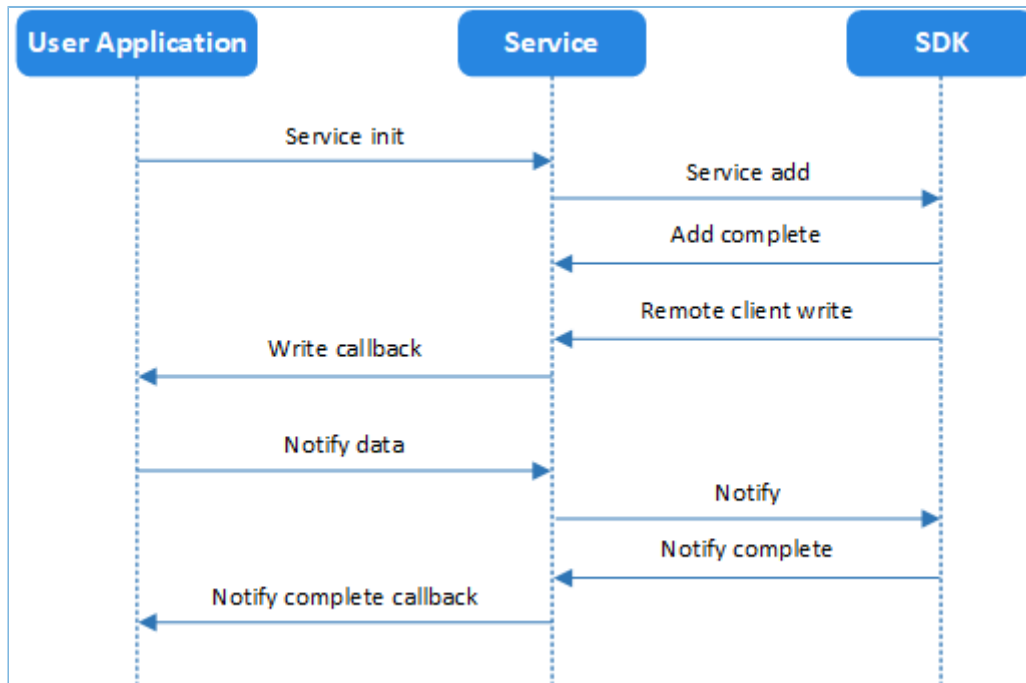 User Application
Service
SDK
Service init
Service add
Add complete
Remote client write
Write callback
Notify data
Notify
Notify complete
Notify complete callback